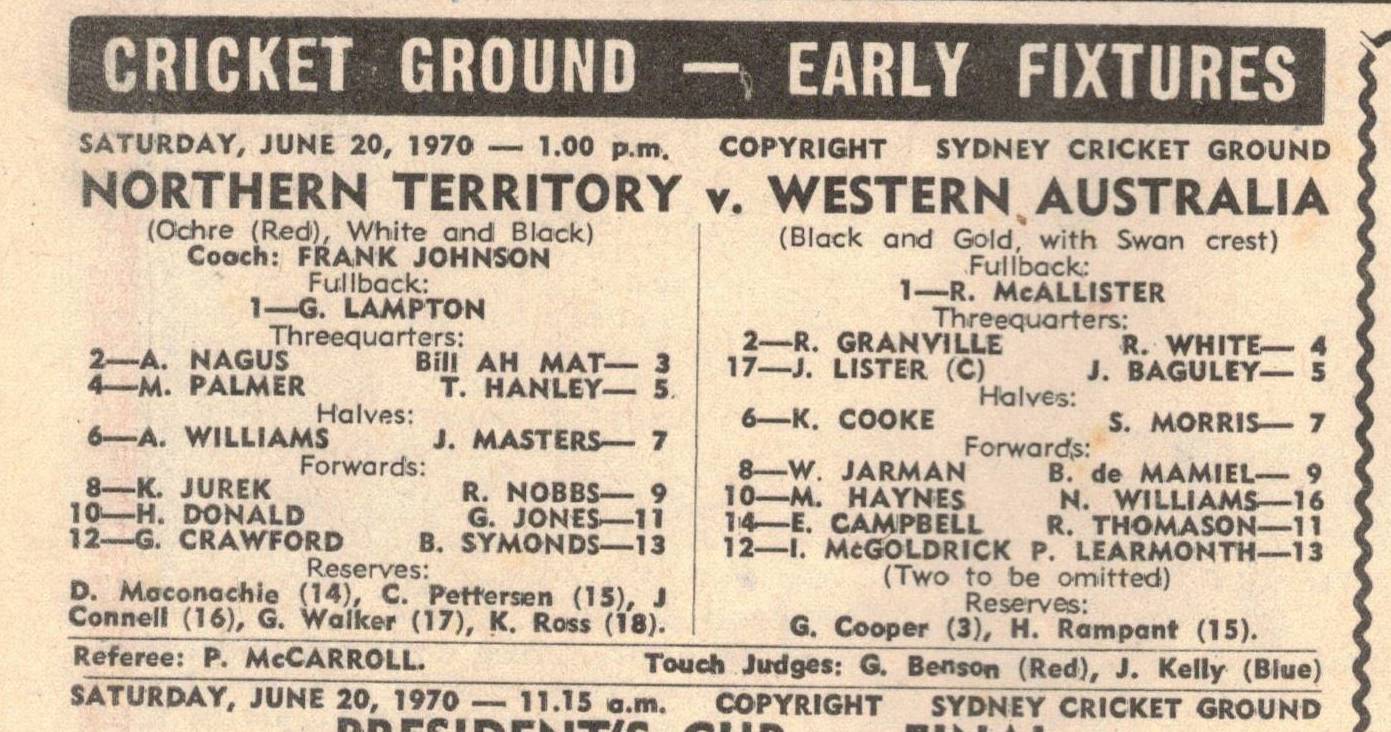 CRICKET GROUND — EARLY FIXTURES
SATURDAY, JUNE 20, 1970 — 1.00 p.m. COPYRIGHT SYDNEY CRICKET GROUND
NORTHERN TERRITORY v. WESTERN AUSTRALIA
(Ochre (Red), White and Black)
Coach: FRANK JOHNSON
Fullback:
1—G. LAMPTON
Threequarters:
2—A. NAGUS Bill AH MAT— 3
4—M. PALMER T. HANLEY— 5.
Halves:
6—A. WILLIAMS J. MASTERS— 7
Forwards:
8—K. JUREK R. NOBBS— 9
10—H. DONALD G. JONES—11
12—G. CRAWFORD B. SYMONDS—13
Reserves:
D. Maconachie (14), C. Pettersen (15), J
Connell (16), G. Walker (17), K. Ross (18).
(Black and Gold, with Swan crest)
Fullback:
1—R. McALLISTER
Threequarters:
2—R. GRANVILLE R. WHITE— 4
17—J. LISTER (C) J. BAGULEY— 5
Halves:
6—K. COOKE S. MORRIS— 7
Forwards:
8—W. JARMAN B. de MAMIEL— 9
10—M. HAYNES N. WILLIAMS—16
14—E. CAMPBELL R. THOMASON—11
12—I. McGOLDRICK P. LEARMONTH—13
(Two to be omitted)
Reserves:
G. Cooper (3), H. Rampant (15).
Referee: P. McCARROLL. Touch Judges: G. Benson (Red), J. Kelly (Blue)
SATURDAY, JUNE 20, 1970 — 11.15 a.m. COPYRIGHT SYDNEY CRICKET GROUND
PRESIDENT'S CUP — FINAL